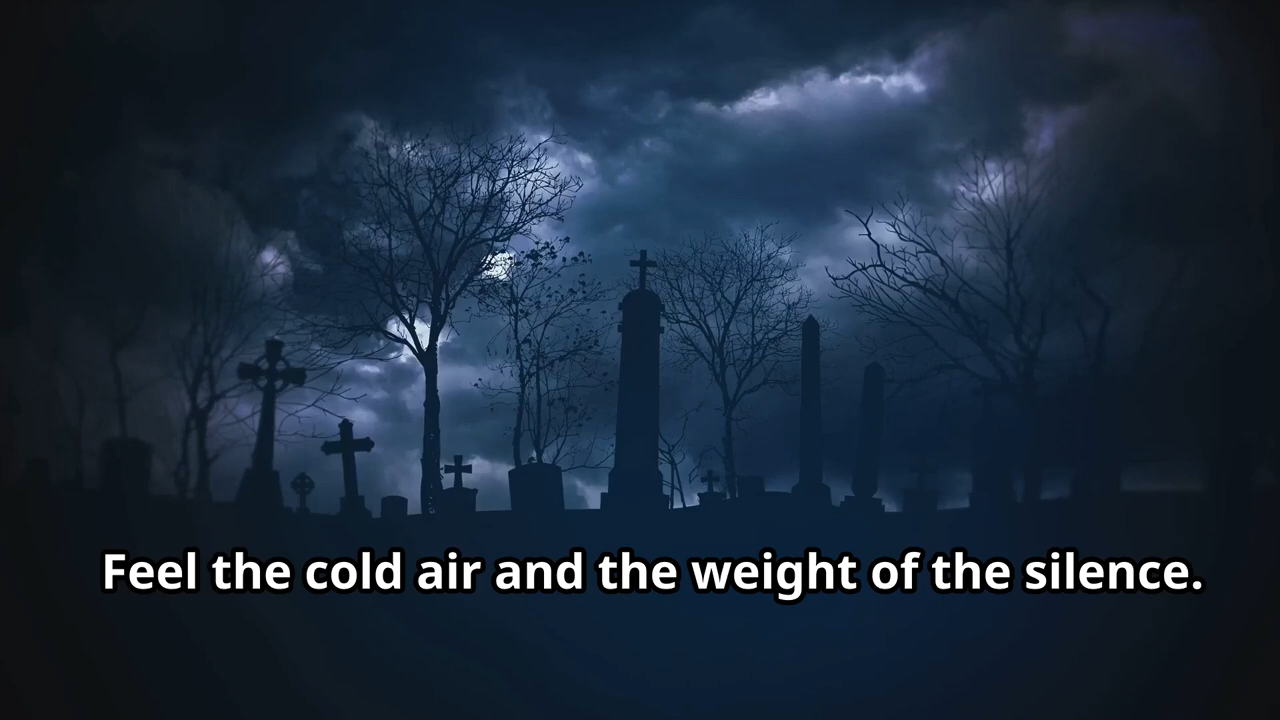 Feel the cold air and the weight of the silence.